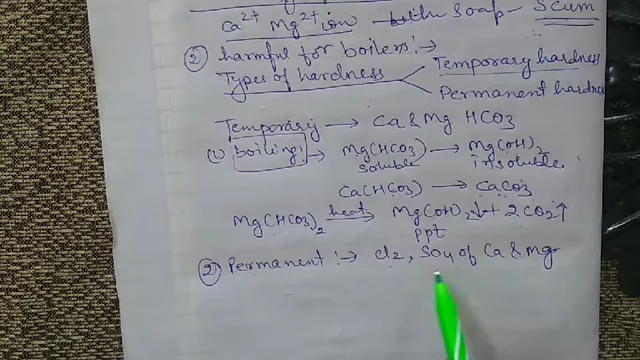 Ca²⁺ Mg²⁺ ion - with soap - Scum
② harmful for boilers :→
Types of hardness
Temporary hardness
Permanent hardness
Temporary → Ca & Mg HCO3
(1) boiling :→ Mg(HCO3) → Mg(OH)2
soluble insoluble.
Ca(HCO3) → CaCO3
Mg(HCO3)2 heat→ Mg(OH)2↓ + 2CO2↑
ppt
② Permanent :→ cl2, SO4 of Ca & Mg